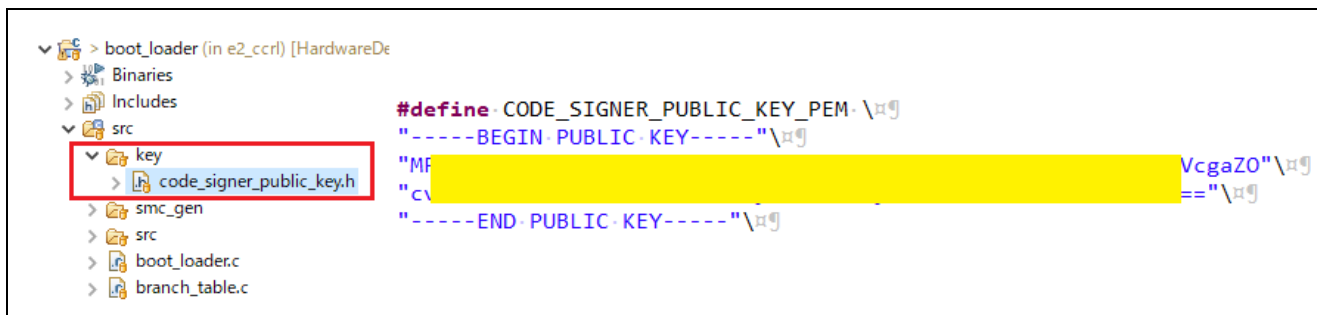 > boot_loader (in e2_ccrl) [HardwareDe
Binaries
Includes
src
key
code_signer_public_key.h
smc_gen
src
boot_loader.c
branch_table.c
#define CODE_SIGNER_PUBLIC_KEY_PEM \¤¶
"-----BEGIN PUBLIC KEY-----"\¤¶
"MF VcgaZO"\¤¶
"cv =="\¤¶
"-----END PUBLIC KEY-----"\¤¶